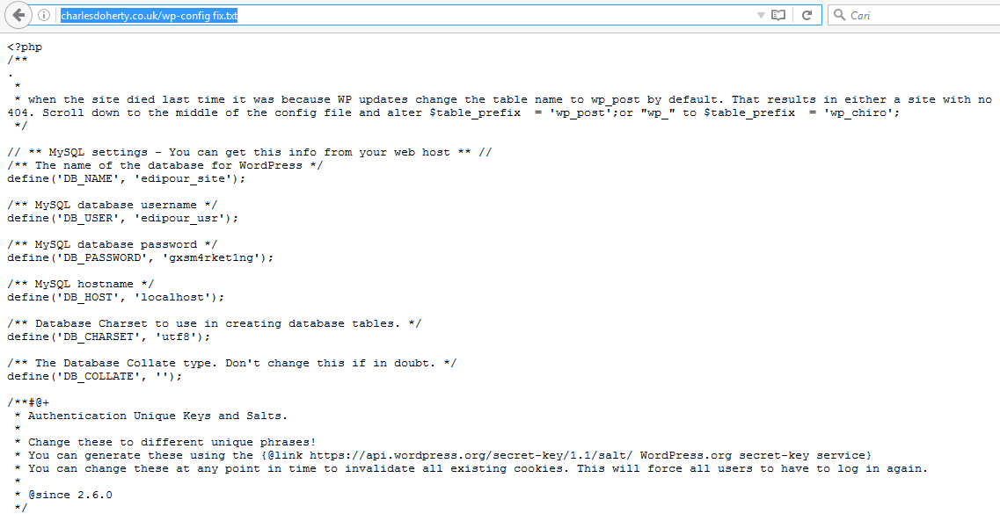 charlesdoherty.co.uk/wp-config fix.txt
Cari
<?php
/**
.
 *
 * when the site died last time it was because WP updates change the table name to wp_post by default. That results in either a site with no
404. Scroll down to the middle of the config file and alter $table_prefix  = 'wp_post';or "wp_" to $table_prefix  = 'wp_chiro';
 */

// ** MySQL settings - You can get this info from your web host ** //
/** The name of the database for WordPress */
define('DB_NAME', 'edipour_site');

/** MySQL database username */
define('DB_USER', 'edipour_usr');

/** MySQL database password */
define('DB_PASSWORD', 'gxsm4rket1ng');

/** MySQL hostname */
define('DB_HOST', 'localhost');

/** Database Charset to use in creating database tables. */
define('DB_CHARSET', 'utf8');

/** The Database Collate type. Don't change this if in doubt. */
define('DB_COLLATE', '');

/**#@+
 * Authentication Unique Keys and Salts.
 *
 * Change these to different unique phrases!
 * You can generate these using the {@link https://api.wordpress.org/secret-key/1.1/salt/ WordPress.org secret-key service}
 * You can change these at any point in time to invalidate all existing cookies. This will force all users to have to log in again.
 *
 * @since 2.6.0
 */